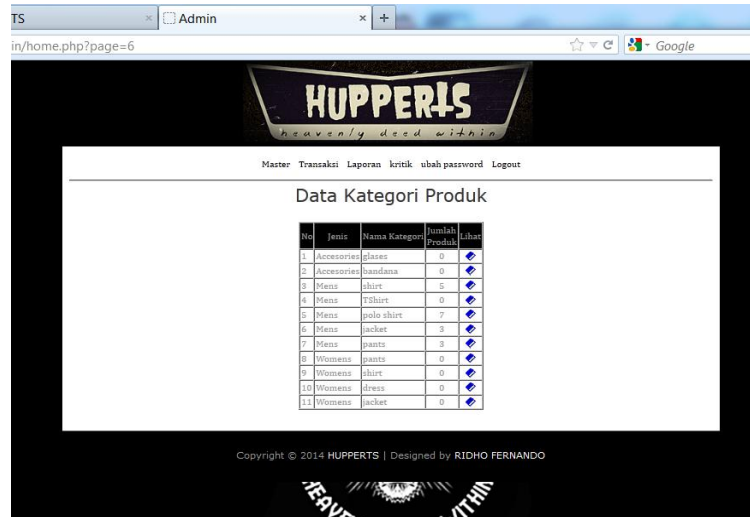 TS
Admin
in/home.php?page=6
Google
HUPPERTS
heavenly deed within
Master Transaksi Laporan kritik ubah password Logout
Data Kategori Produk
No Jenis Nama Kategori Jumlah Produk Lihat
1 Accesories glases 0
2 Accesories bandana 0
3 Mens shirt 5
4 Mens TShirt 0
5 Mens polo shirt 7
6 Mens jacket 3
7 Mens pants 3
8 Womens pants 0
9 Womens shirt 0
10 Womens dress 0
11 Womens jacket 0
Copyright © 2014 HUPPERTS | Designed by RIDHO FERNANDO